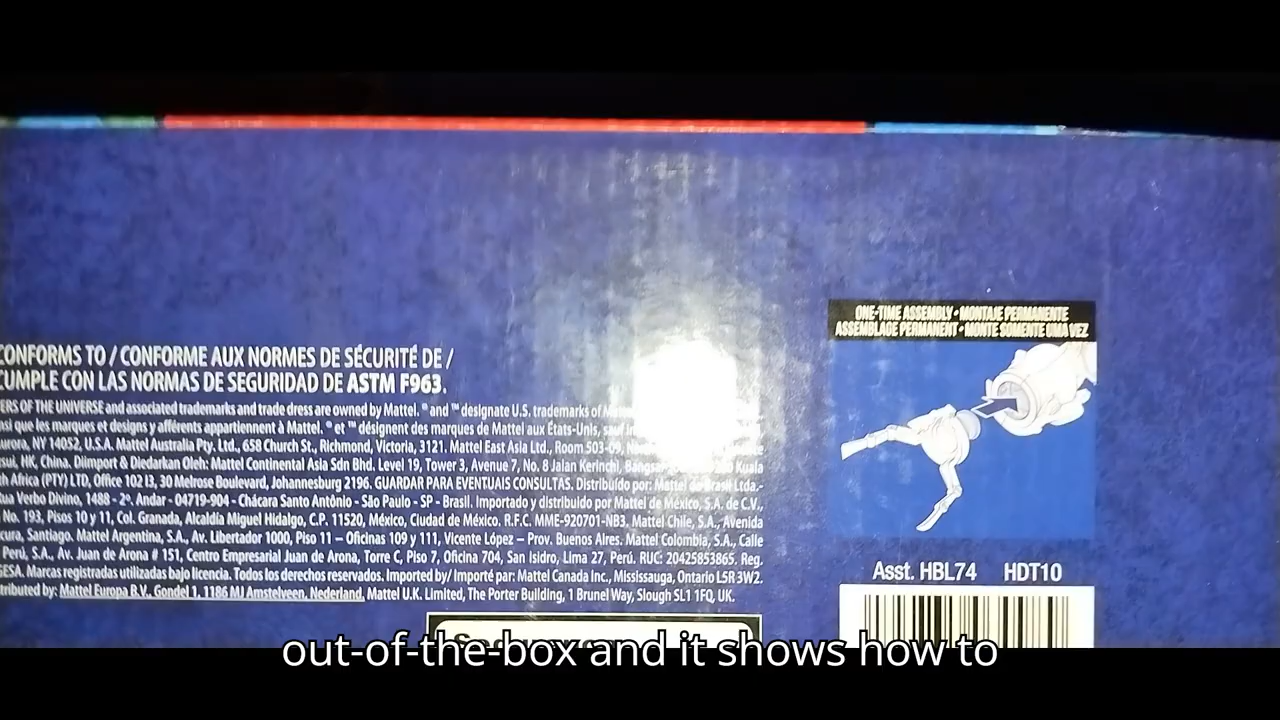 CONFORMS TO / CONFORME AUX NORMES DE SÉCURITÉ DE /
CUMPLE CON LAS NORMAS DE SEGURIDAD DE ASTM F963.
ERS OF THE UNIVERSE and associated trademarks and trade dress are owned by Mattel. ® and ™ designate U.S. trademarks of
nsi que les marques et designs y afférents appartiennent à Mattel. ® et ™ désignent des marques de Mattel aux États-Unis, sauf
urora, NY 14052, U.S.A. Mattel Australia Pty. Ltd., 658 Church St., Richmond, Victoria, 3121. Mattel East Asia Ltd., Room 503-09,
sui, HK, China. Diimport & Diedarkan Oleh: Mattel Continental Asia Sdn Bhd. Level 19, Tower 3, Avenue 7, No. 8 Jalan Kerinchi, Kuala
h Africa (PTY) LTD, Office 102 I3, 30 Melrose Boulevard, Johannesburg 2196. GUARDAR PARA EVENTUAIS CONSULTAS. Distribuído por: Mattel do Brasil Ltda.-
Rua Verbo Divino, 1488 - 2º. Andar - 04719-904 - Chácara Santo Antônio - São Paulo - SP - Brasil. Importado y distribuido por Mattel de México, S.A. de C.V.,
No. 193, Pisos 10 y 11, Col. Granada, Alcaldía Miguel Hidalgo, C.P. 11520, México, Ciudad de México. R.F.C. MME-920701-NB3. Mattel Chile, S.A., Avenida
cura, Santiago. Mattel Argentina, S.A., Av. Libertador 1000, Piso 11 – Oficinas 109 y 111, Vicente López – Prov. Buenos Aires. Mattel Colombia, S.A., Calle
Perú, S.A., Av. Juan de Arona # 151, Centro Empresarial Juan de Arona, Torre C, Piso 7, Oficina 704, San Isidro, Lima 27, Perú. RUC: 20425853865. Reg.
GESA. Marcas registradas utilizadas bajo licencia. Todos los derechos reservados. Imported by / Importé par: Mattel Canada Inc., Mississauga, Ontario L5R 3W2.
tributed by: Mattel Europa B.V., Gondel 1, 1186 MJ Amstelveen, Nederland. Mattel U.K. Limited, The Porter Building, 1 Brunel Way, Slough SL1 1FQ, UK.
ONE-TIME ASSEMBLY • MONTAJE PERMANENTE
ASSEMBLAGE PERMANENT • MONTE SOMENTE UMA VEZ
Asst. HBL74 HDT10
out-of-the-box and it shows how to